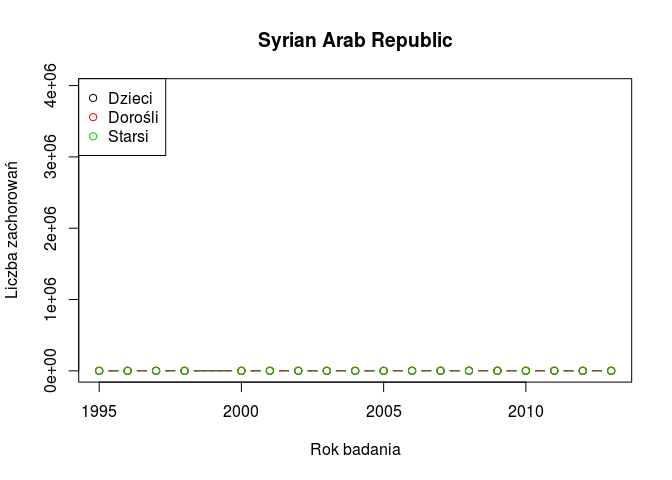 Syrian Arab Republic
Dzieci
Dorośli
Starsi
Liczba zachorowań
4e+06
3e+06
2e+06
1e+06
0e+00
1995
2000
2005
2010
Rok badania